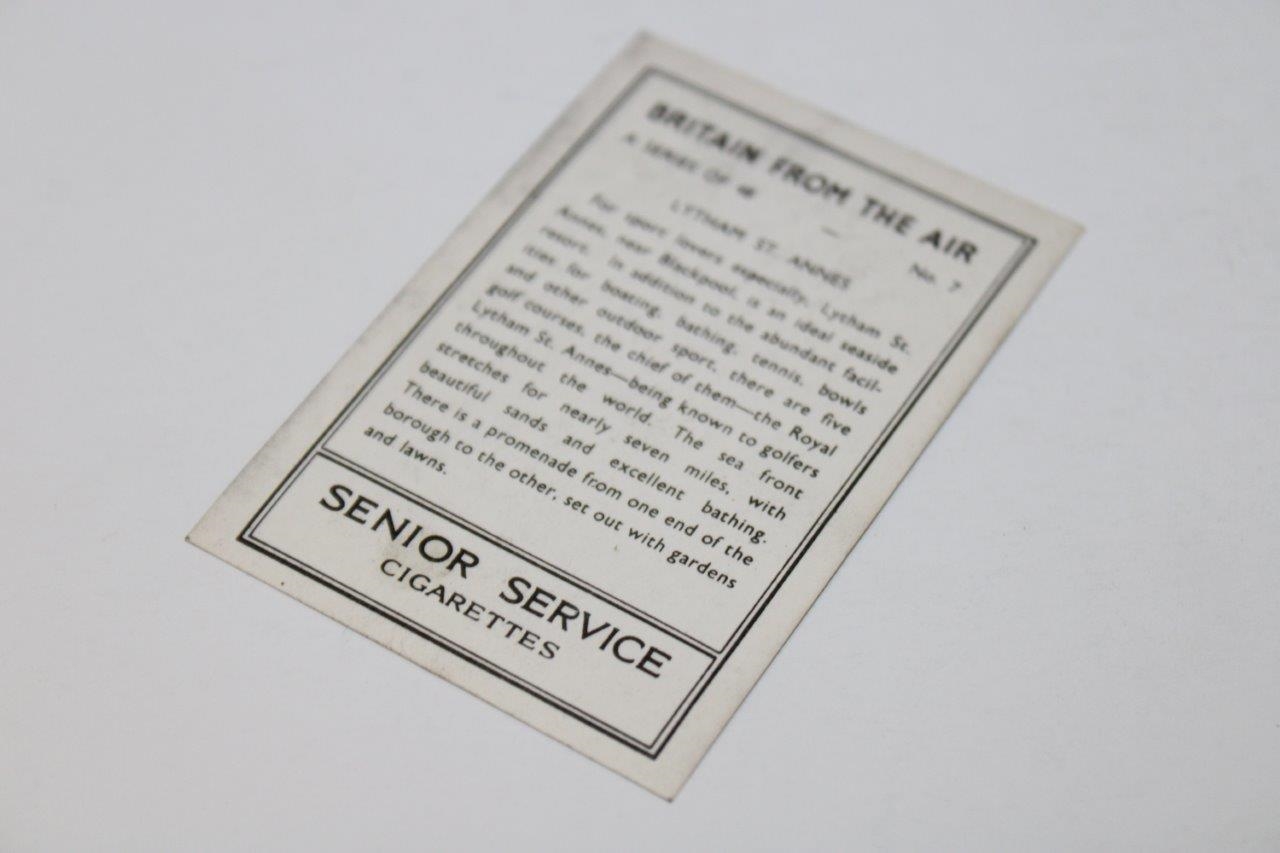 BRITAIN FROM THE AIR
A SERIES OF 48 No. 7
LYTHAM ST. ANNES
For sport lovers especially, Lytham St.
Annes, near Blackpool, is an ideal seaside
resort. In addition to the abundant facil-
ities for boating, bathing, tennis, bowls
and other outdoor sport, there are five
golf courses, the chief of them—the Royal
Lytham St. Annes—being known to golfers
throughout the world. The sea front
stretches for nearly seven miles, with
beautiful sands and excellent bathing.
There is a promenade from one end of the
borough to the other, set out with gardens
and lawns.
SENIOR SERVICE
CIGARETTES